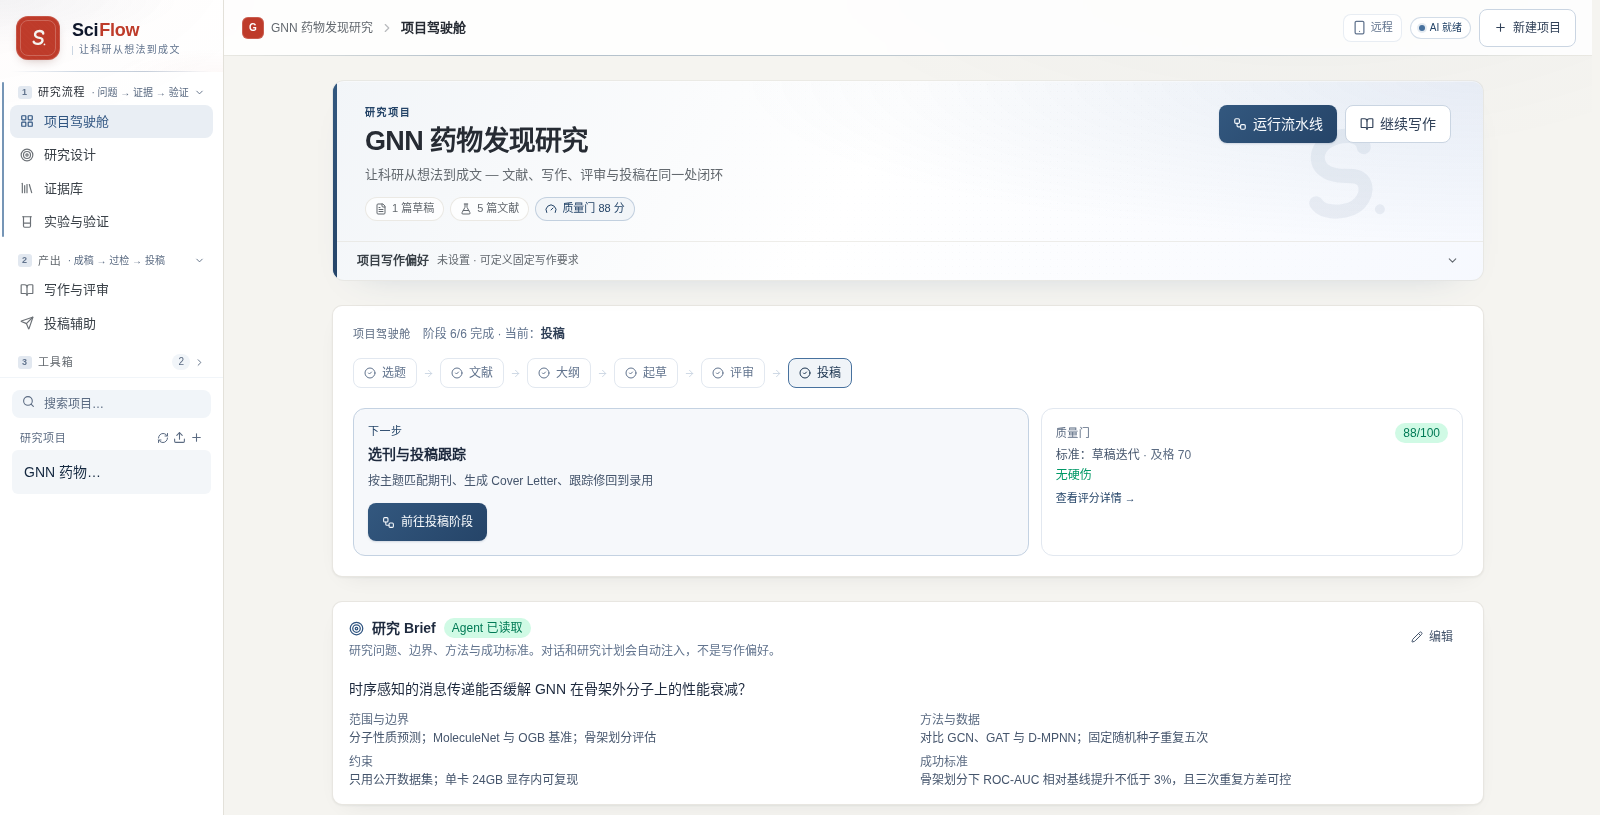 SciFlow
让科研从想法到成文
1 研究流程 · 问题 → 证据 → 验证
项目驾驶舱
研究设计
证据库
实验与验证
2 产出 · 成稿 → 过检 → 投稿
写作与评审
投稿辅助
3 工具箱 2
搜索项目...
研究项目
GNN 药物...
G GNN 药物发现研究 > 项目驾驶舱
远程
AI 就绪
+ 新建项目
研究项目
GNN 药物发现研究
让科研从想法到成文 — 文献、写作、评审与投稿在同一处闭环
1 篇草稿
5 篇文献
质量门 88 分
运行流水线
继续写作
项目写作偏好 未设置 · 可定义固定写作要求
项目驾驶舱 阶段 6/6 完成 · 当前：投稿
选题 → 文献 → 大纲 → 起草 → 评审 → 投稿
下一步
选刊与投稿跟踪
按主题匹配期刊、生成 Cover Letter、跟踪修回到录用
前往投稿阶段
质量门 88/100
标准：草稿迭代 · 及格 70
无硬伤
查看评分详情 →
研究 Brief Agent 已读取
编辑
研究问题、边界、方法与成功标准。对话和研究计划会自动注入，不是写作偏好。
时序感知的消息传递能否缓解 GNN 在骨架外分子上的性能衰减？
范围与边界
分子性质预测；MoleculeNet 与 OGB 基准；骨架划分评估
方法与数据
对比 GCN、GAT 与 D-MPNN；固定随机种子重复五次
约束
只用公开数据集；单卡 24GB 显存内可复现
成功标准
骨架划分下 ROC-AUC 相对基线提升不低于 3%，且三次重复方差可控